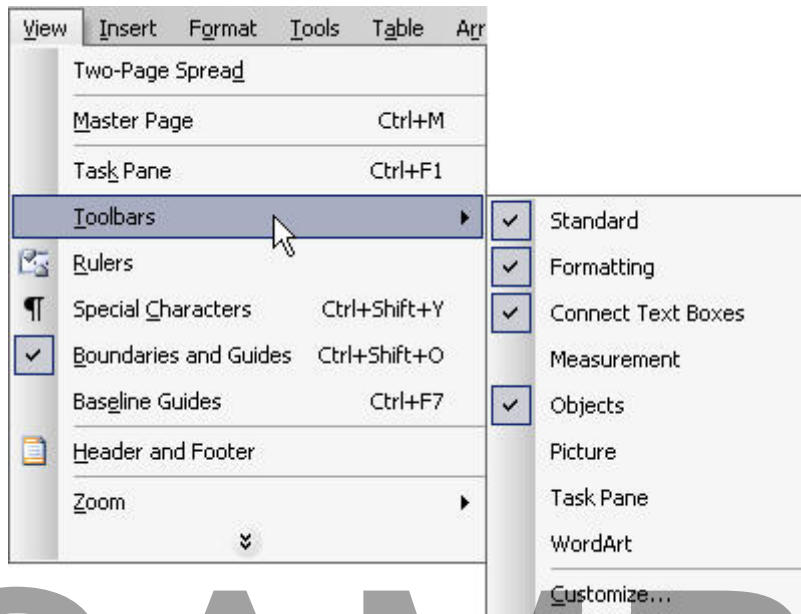 View Insert Format Tools Table Arr
Two-Page Spread
Master Page Ctrl+M
Task Pane Ctrl+F1
Toolbars
Rulers
Special Characters Ctrl+Shift+Y
Boundaries and Guides Ctrl+Shift+O
Baseline Guides Ctrl+F7
Header and Footer
Zoom
Standard
Formatting
Connect Text Boxes
Measurement
Objects
Picture
Task Pane
WordArt
Customize...